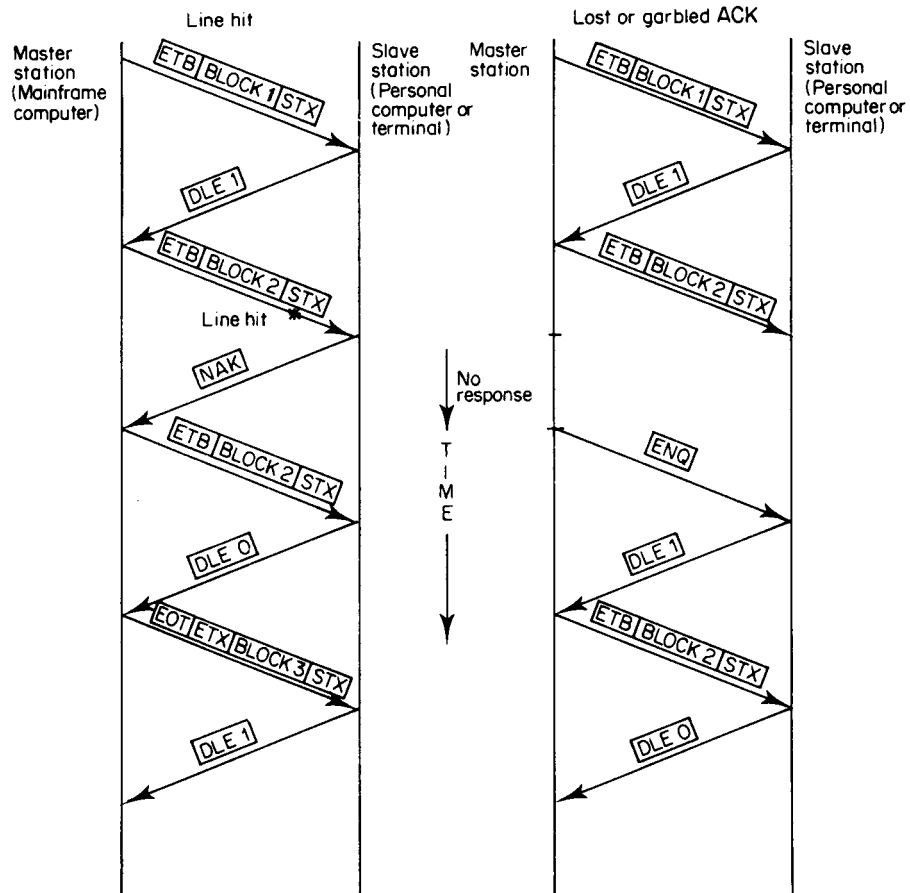 Line hit
Master
station
(Mainframe
computer)
Slave
station
(Personal
computer or
terminal)
ETB BLOCK 1 STX
DLE 1
ETB BLOCK 2 STX
Line hit
NAK
ETB BLOCK 2 STX
DLE 0
EOT ETX BLOCK 3 STX
DLE 1
No
response
TIME
Lost or garbled ACK
Master
station
Slave
station
(Personal
computer or
terminal)
ETB BLOCK 1 STX
DLE 1
ETB BLOCK 2 STX
ENQ
DLE 1
ETB BLOCK 2 STX
DLE 0